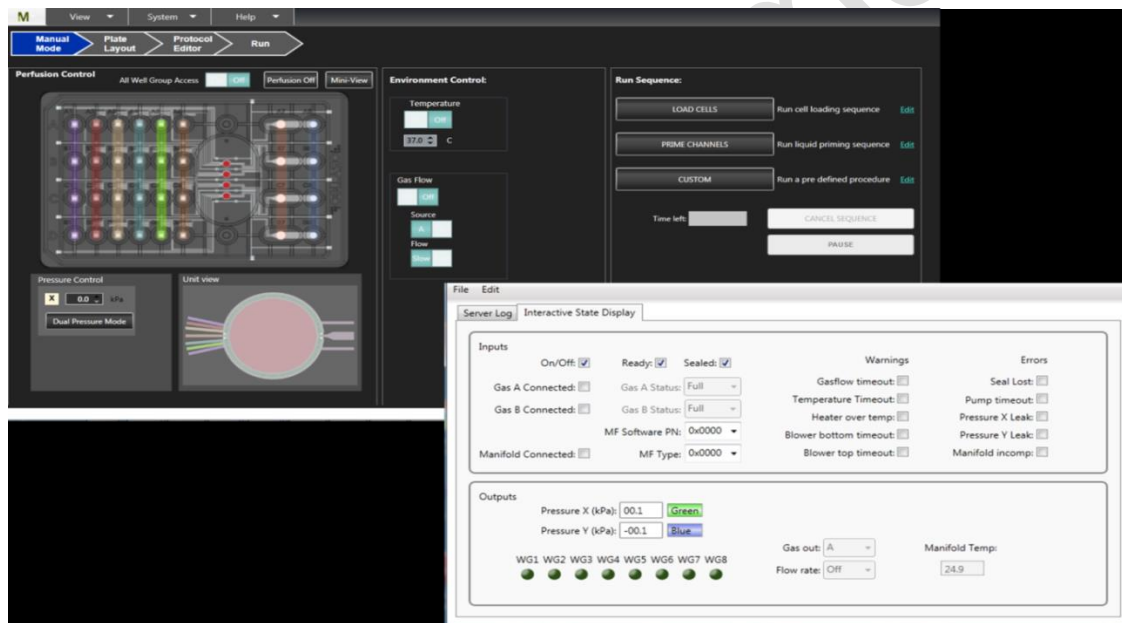 M View System Help
Manual Mode Plate Layout Protocol Editor Run
Perfusion Control
All Well Group Access Off Perfusion Off Mini-View
Pressure Control
X 0.0 kPa
Dual Pressure Mode
Unit view
Environment Control:
Temperature
Off
37.0 C
Gas Flow
Off
Source
A
Flow
Slow
Run Sequence:
LOAD CELLS Run cell loading sequence Edit
PRIME CHANNELS Run liquid priming sequence Edit
CUSTOM Run a pre defined procedure Edit
Time left: CANCEL SEQUENCE
PAUSE
File Edit
Server Log Interactive State Display
Inputs
On/Off: Ready: Sealed:
Gas A Connected: Gas A Status: Full
Gas B Connected: Gas B Status: Full
MF Software PN: 0x0000
Manifold Connected: MF Type: 0x0000
Warnings
Gasflow timeout:
Temperature Timeout:
Heater over temp:
Blower bottom timeout:
Blower top timeout:
Errors
Seal Lost:
Pump timeout:
Pressure X Leak:
Pressure Y Leak:
Manifold incomp:
Outputs
Pressure X (kPa): 00.1 Green
Pressure Y (kPa): -00.1 Blue
WG1 WG2 WG3 WG4 WG5 WG6 WG7 WG8
Gas out: A
Flow rate: Off
Manifold Temp:
24.9